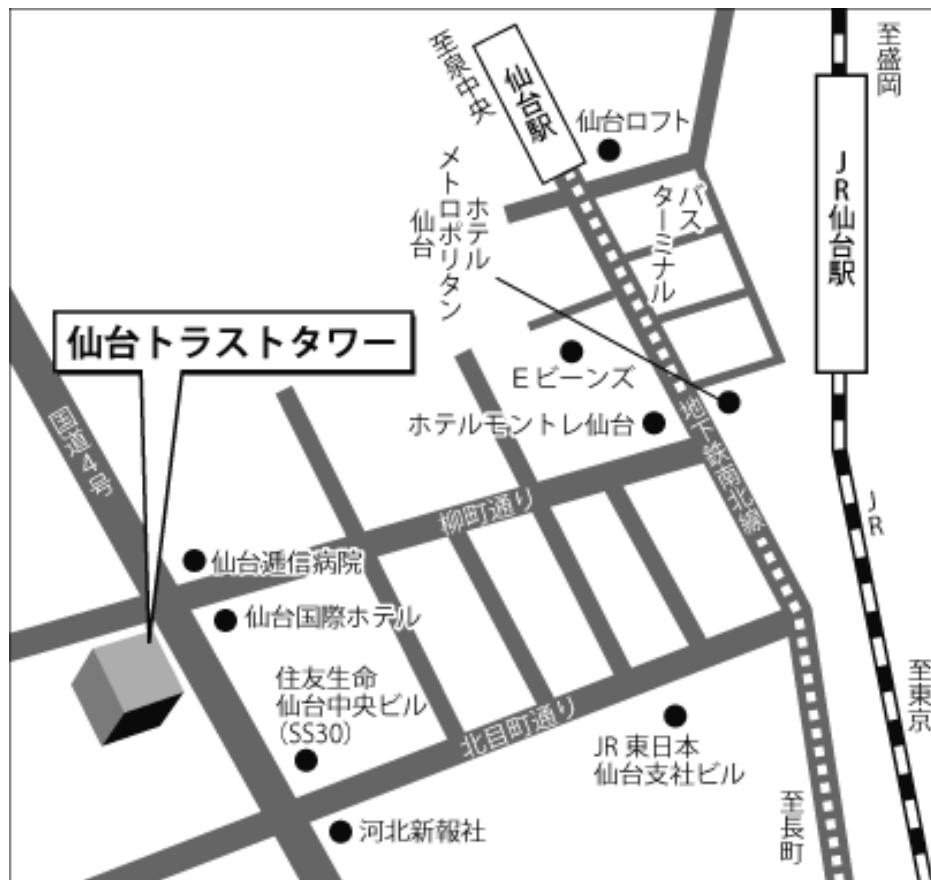 至盛岡
至泉中央
仙台駅
仙台ロフト
JR仙台駅
バス
ターミナル
ホテル
メトロポリタン
仙台
仙台トラストタワー
Eビーンズ
ホテルモントレ仙台
国道4号
地下鉄南北線
柳町通り
JR
仙台逓信病院
仙台国際ホテル
住友生命
仙台中央ビル
(SS30)
北目町通り
JR東日本
仙台支社ビル
至東京
至長町
河北新報社